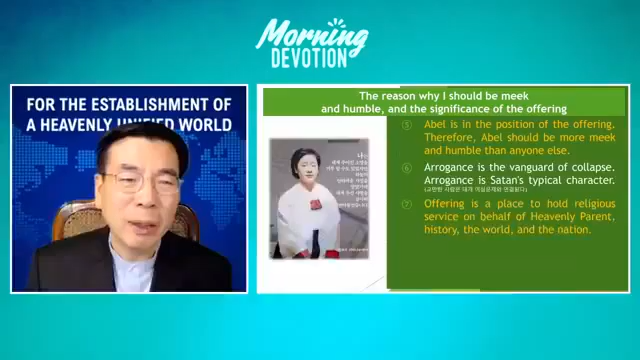 Morning
DEVOTION
FOR THE ESTABLISHMENT OF
A HEAVENLY UNIFIED WORLD
The reason why I should be meek
and humble, and the significance of the offering
⑤ Abel is in the position of the offering.
Therefore, Abel should be more meek
and humble than anyone else.
⑥ Arrogance is the vanguard of collapse.
Arrogance is Satan's typical character.
⑦ Offering is a place to hold religious
service on behalf of Heavenly Parent,
history, the world, and the nation.